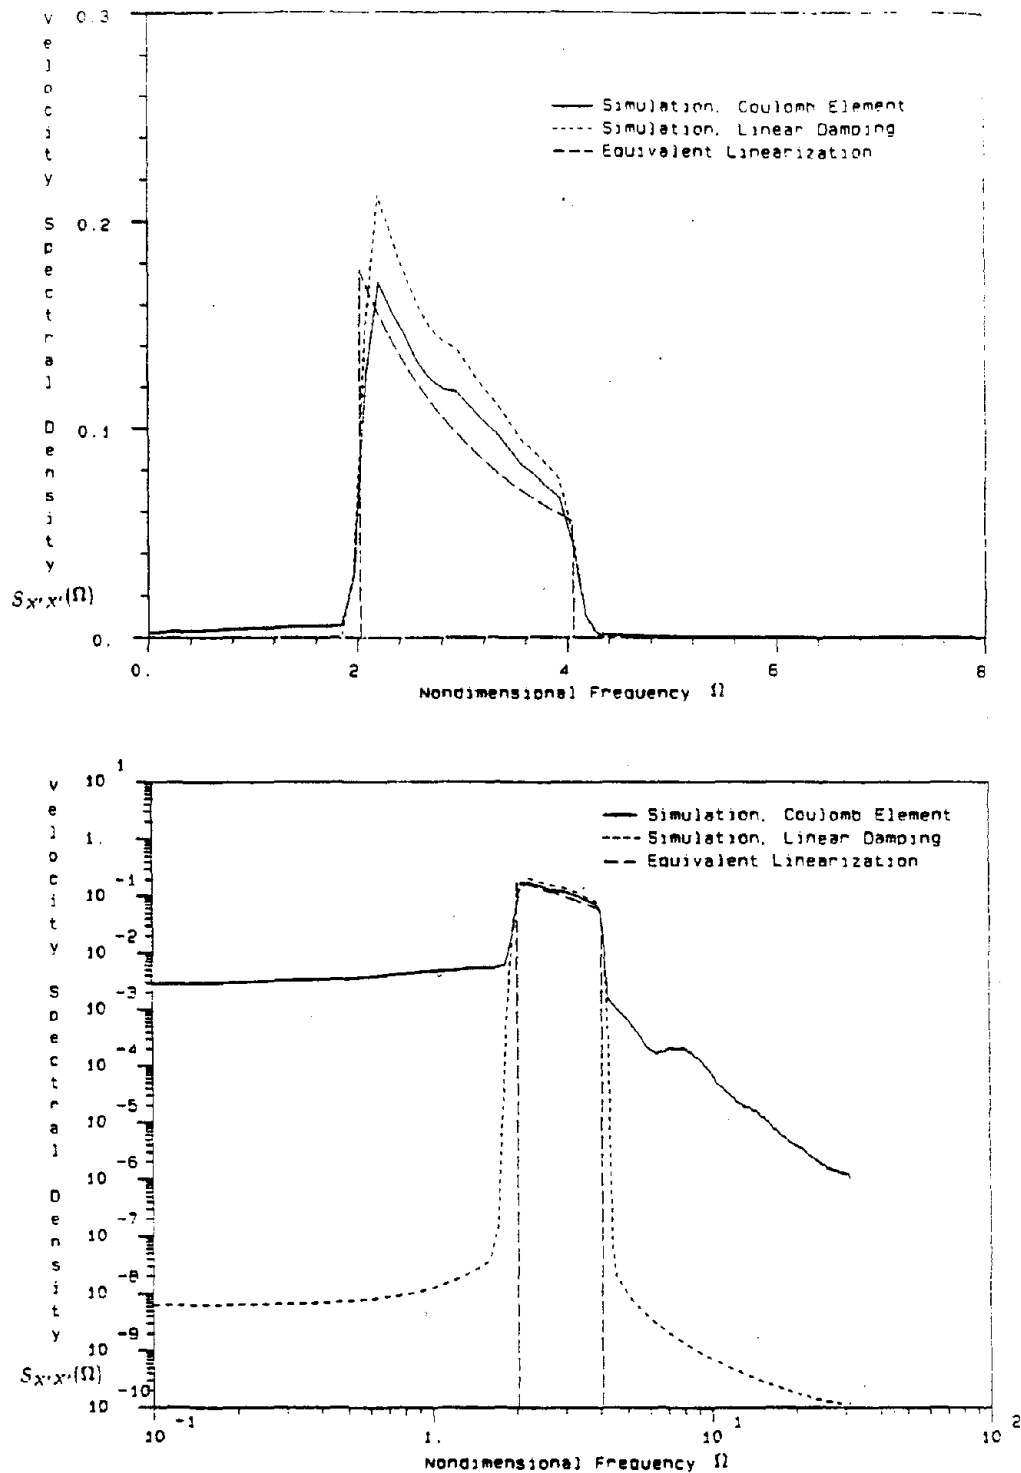 Velocity Spectral Density
S_{X'X'}(Ω)
0.3
0.2
0.1
0.
Simulation, Coulomb Element
Simulation, Linear Damping
Equivalent Linearization
0. 2 4 6 8
Nondimensional Frequency Ω
Velocity Spectral Density
S_{X'X'}(Ω)
10^1
1.
10^-1
10^-2
10^-3
10^-4
10^-5
10^-6
10^-7
10^-8
10^-9
10^-10
Simulation, Coulomb Element
Simulation, Linear Damping
Equivalent Linearization
10^-1 1. 10^1 10^2
Nondimensional Frequency Ω